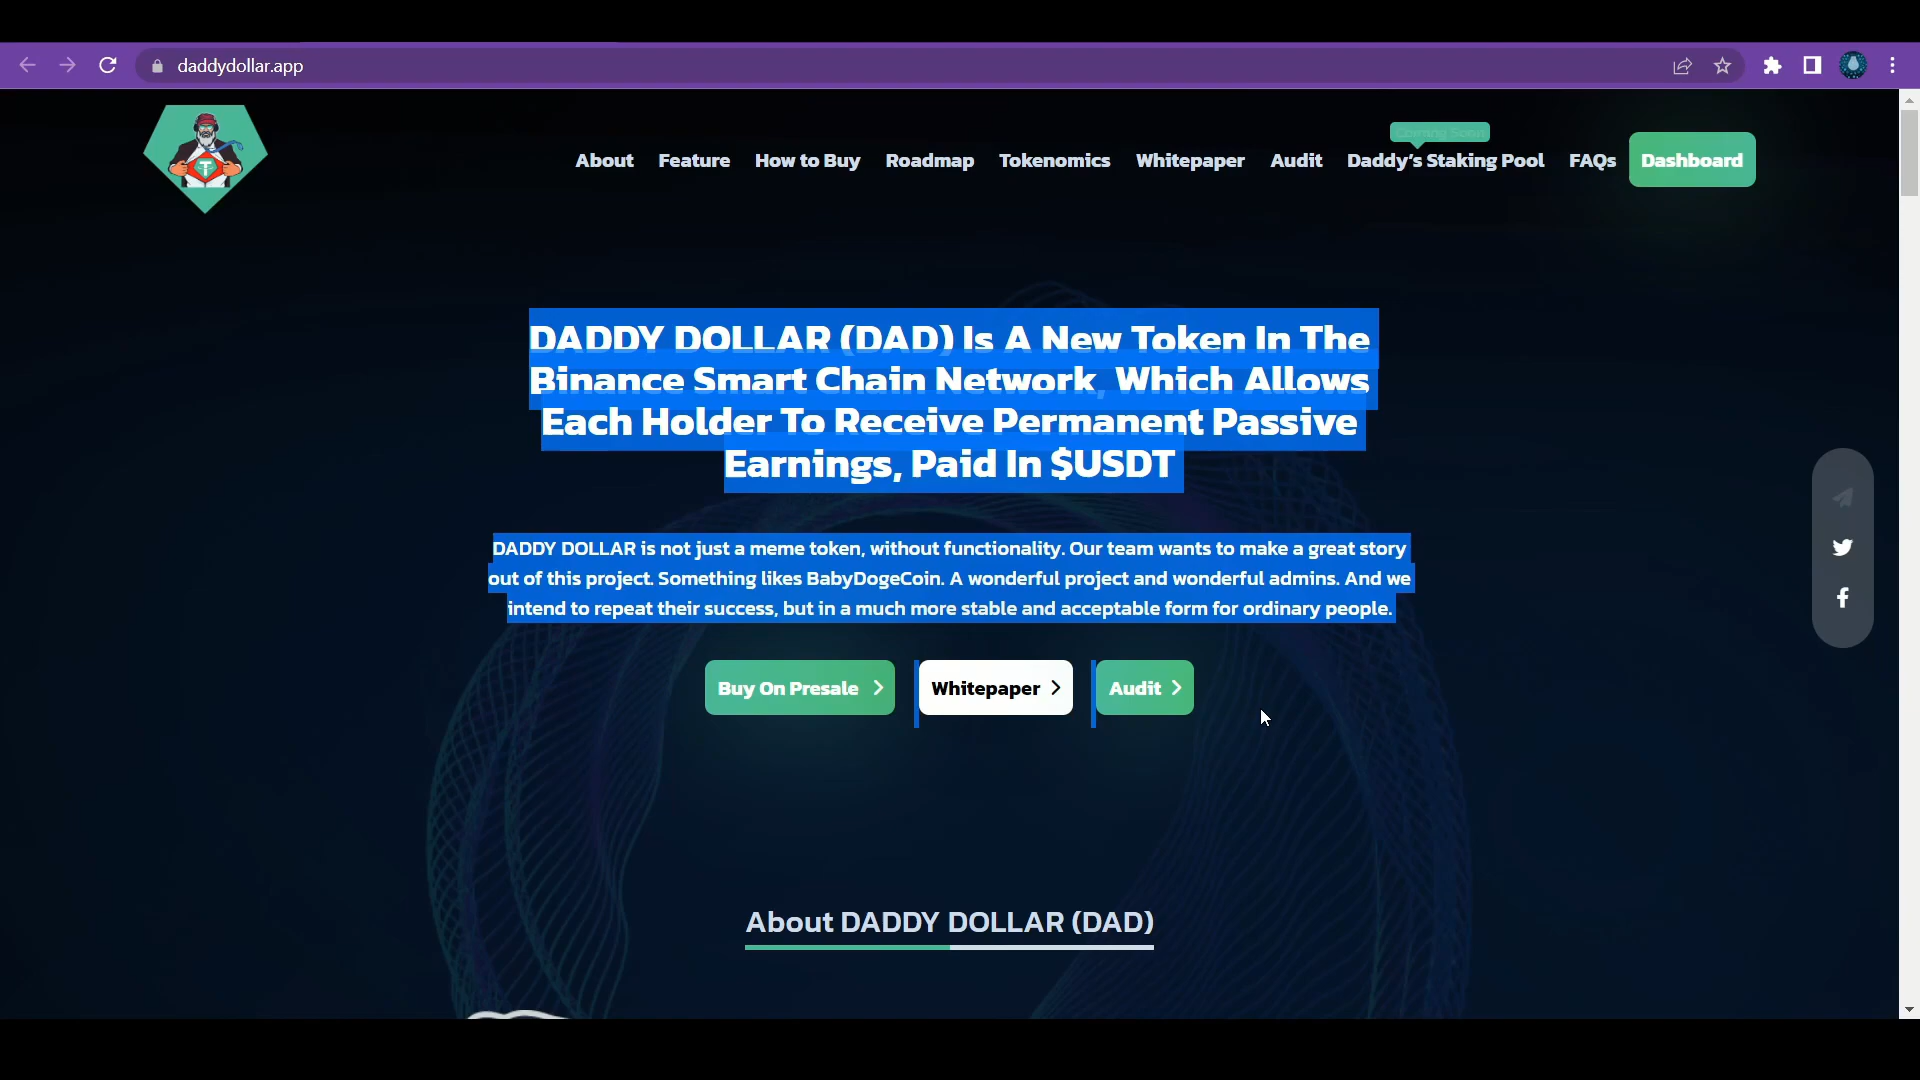 daddydollar.app
Coming Soon
About Feature How to Buy Roadmap Tokenomics Whitepaper Audit Daddy's Staking Pool FAQs Dashboard
DADDY DOLLAR (DAD) Is A New Token In The
Binance Smart Chain Network, Which Allows
Each Holder To Receive Permanent Passive
Earnings, Paid In $USDT
DADDY DOLLAR is not just a meme token, without functionality. Our team wants to make a great story
out of this project. Something likes BabyDogeCoin. A wonderful project and wonderful admins. And we
intend to repeat their success, but in a much more stable and acceptable form for ordinary people.
Buy On Presale Whitepaper Audit
About DADDY DOLLAR (DAD)